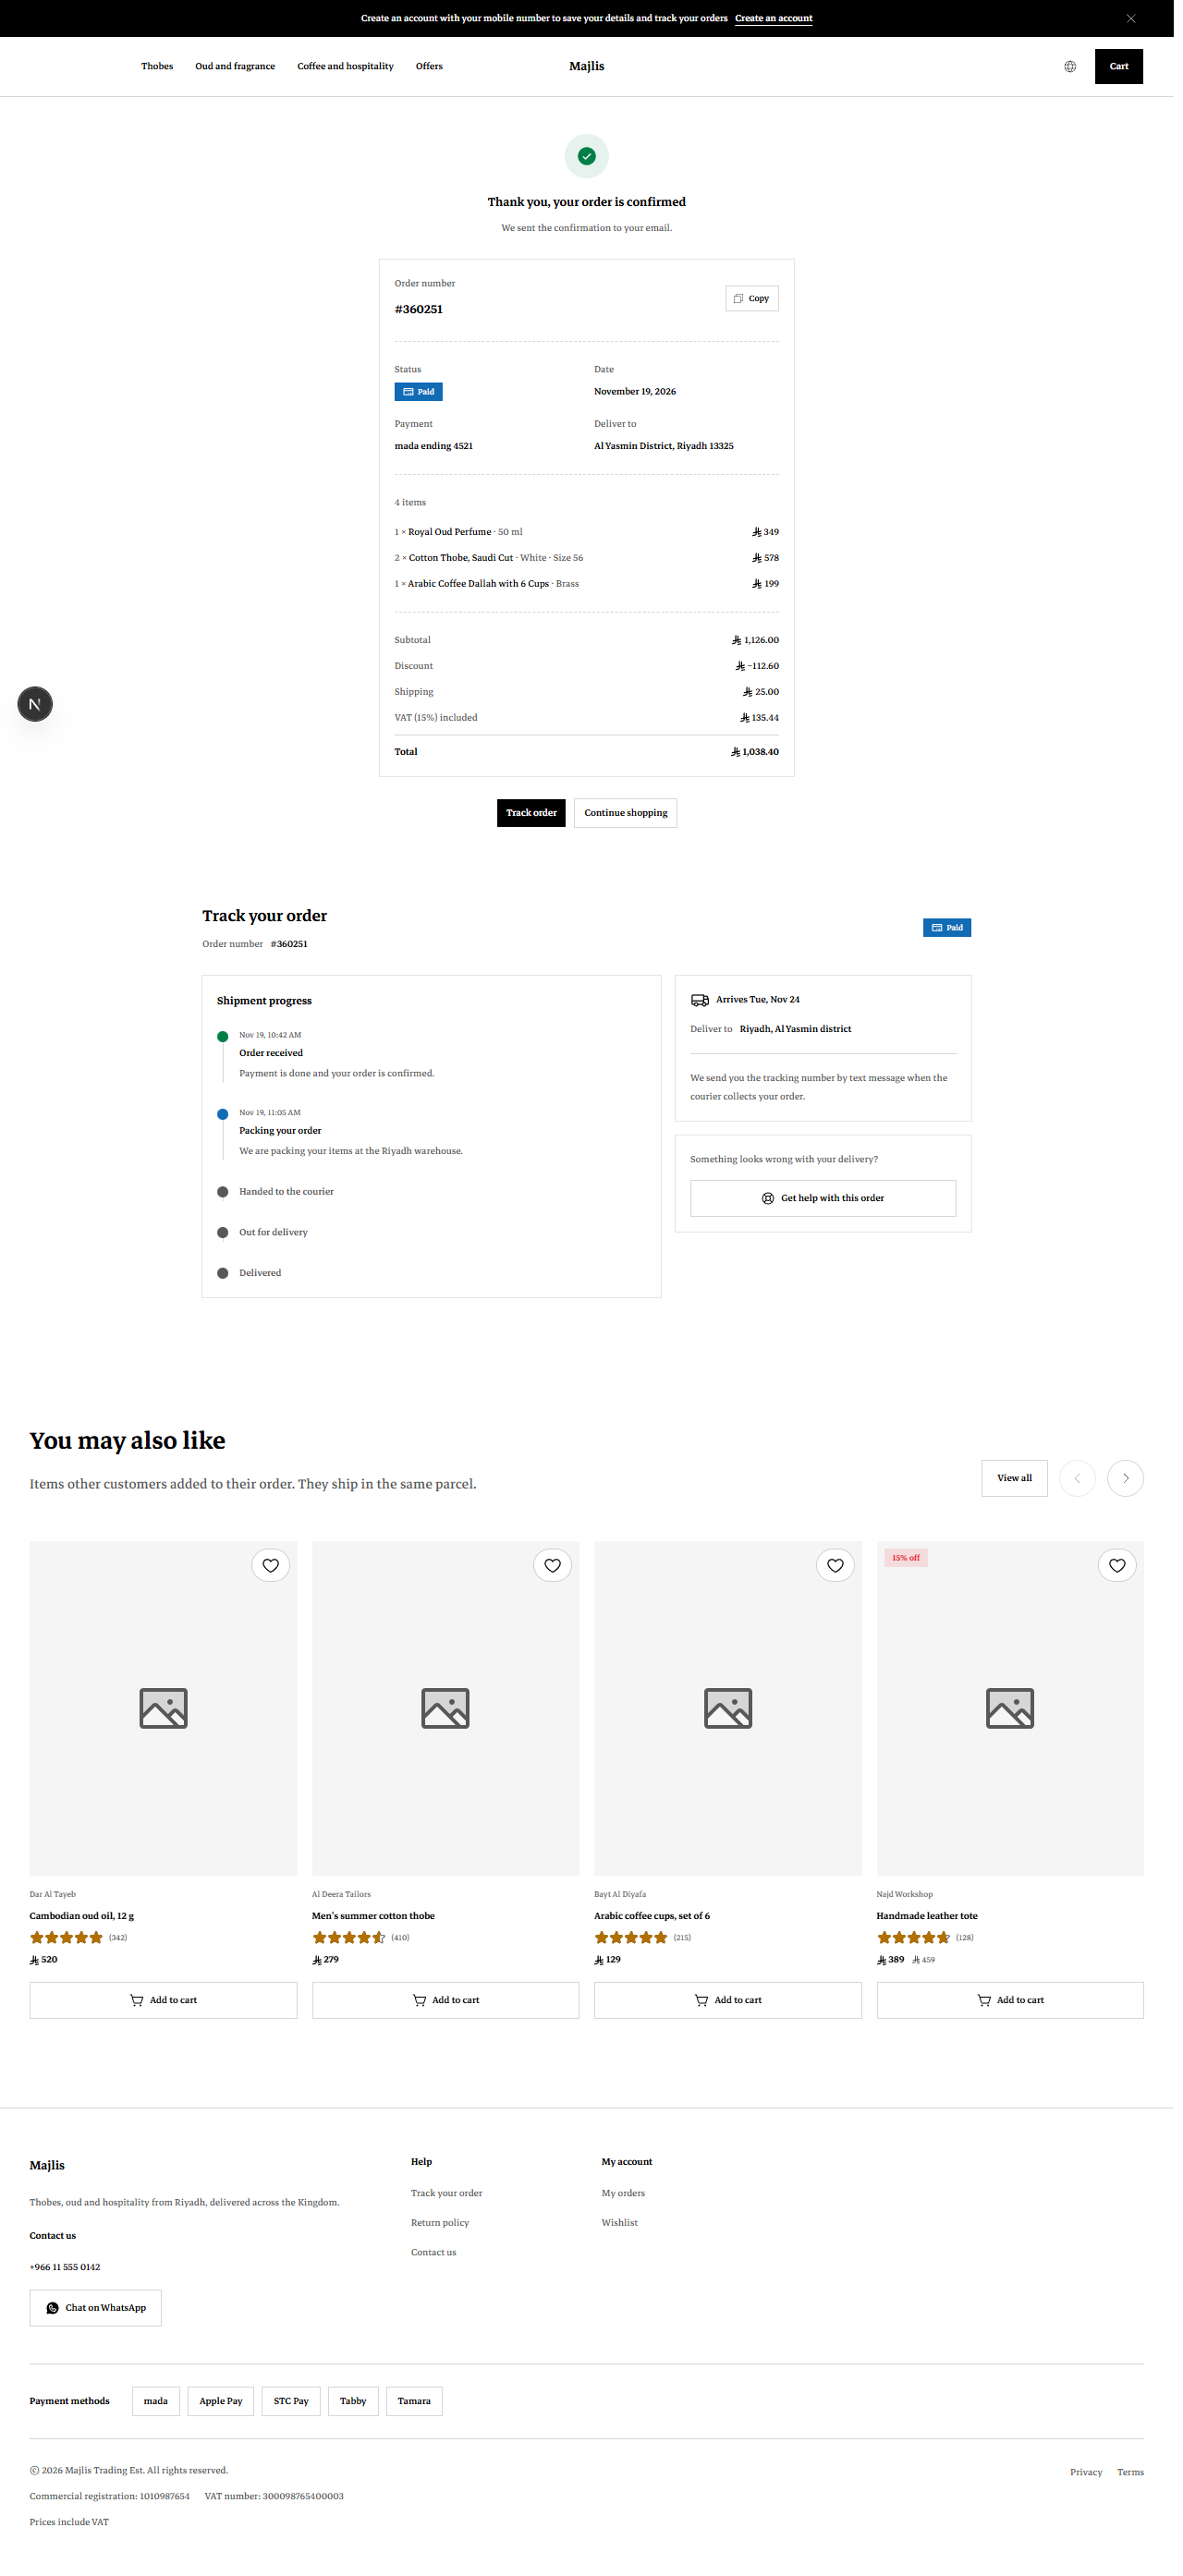 Create an account with your mobile number to save your details and track your orders Create an account
Thobes Oud and fragrance Coffee and hospitality Offers Majlis Cart
Thank you, your order is confirmed
We sent the confirmation to your email.
Order number
#360251
Copy
Status Date
Paid November 19, 2026
Payment Deliver to
mada ending 4521 Al Yasmin District, Riyadh 13325
4 items
1 × Royal Oud Perfume · 50 ml ⃁ 349
2 × Cotton Thobe, Saudi Cut · White · Size 56 ⃁ 578
1 × Arabic Coffee Dallah with 6 Cups · Brass ⃁ 199
Subtotal ⃁ 1,126.00
Discount ⃁ -112.60
Shipping ⃁ 25.00
VAT (15%) included ⃁ 135.44
Total ⃁ 1,038.40
N
Track order Continue shopping
Track your order
Order number #360251
Paid
Shipment progress
Nov 19, 10:42 AM
Order received
Payment is done and your order is confirmed.
Nov 19, 11:05 AM
Packing your order
We are packing your items at the Riyadh warehouse.
Handed to the courier
Out for delivery
Delivered
Arrives Tue, Nov 24
Deliver to Riyadh, Al Yasmin district
We send you the tracking number by text message when the
courier collects your order.
Something looks wrong with your delivery?
Get help with this order
You may also like
Items other customers added to their order. They ship in the same parcel.
View all
15% off
Dar Al Tayeb
Cambodian oud oil, 12 g
(342)
⃁ 520
Add to cart
Al Deera Tailors
Men's summer cotton thobe
(410)
⃁ 279
Add to cart
Bayt Al Diyafa
Arabic coffee cups, set of 6
(215)
⃁ 129
Add to cart
Najd Workshop
Handmade leather tote
(128)
⃁ 389 ⃁ 459
Add to cart
Majlis
Thobes, oud and hospitality from Riyadh, delivered across the Kingdom.
Contact us
+966 11 555 0142
Chat on WhatsApp
Help
Track your order
Return policy
Contact us
My account
My orders
Wishlist
Payment methods mada Apple Pay STC Pay Tabby Tamara
© 2026 Majlis Trading Est. All rights reserved.
Privacy Terms
Commercial registration: 1010987654 VAT number: 300098765400003
Prices include VAT